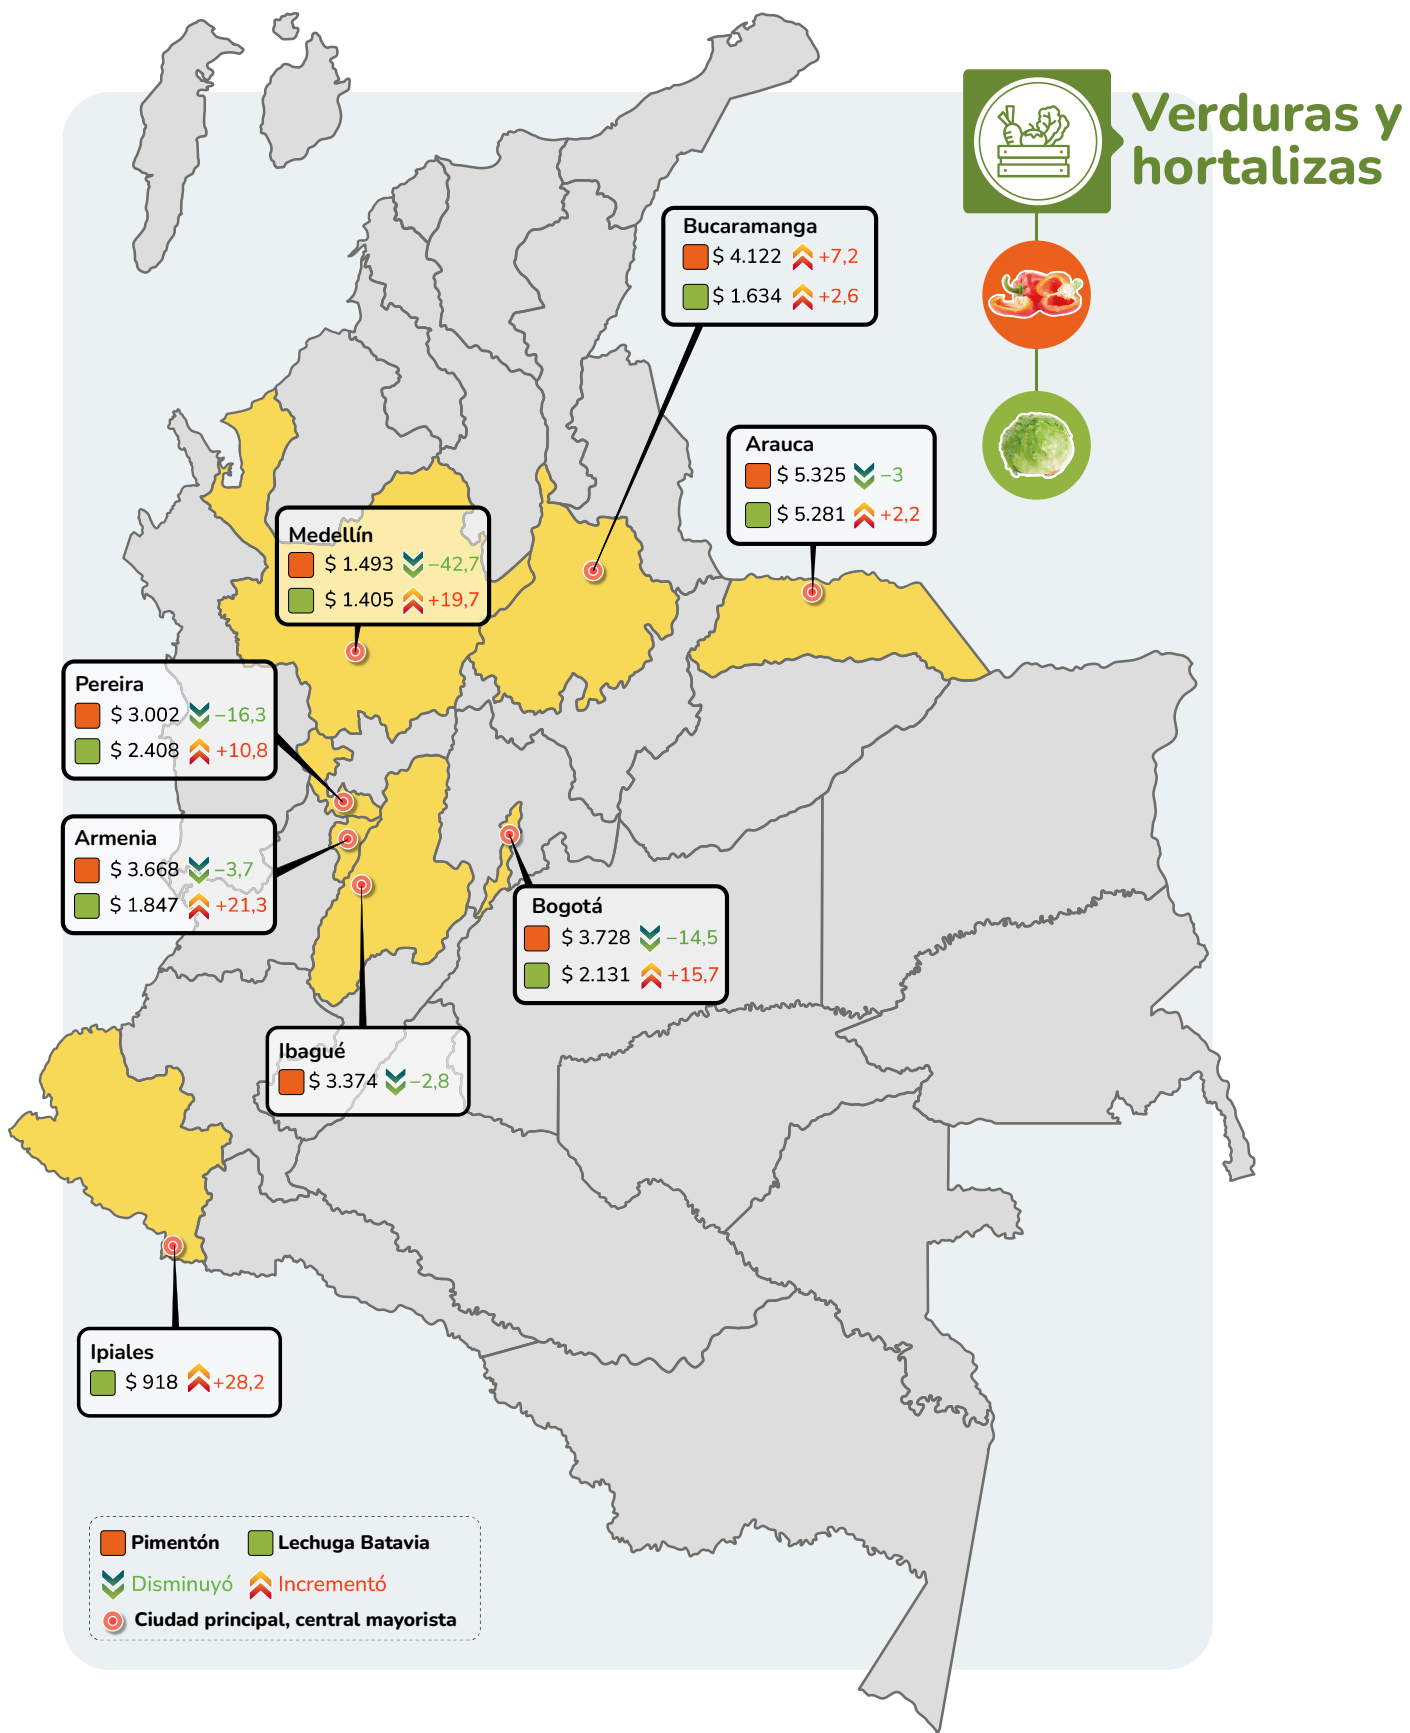 Verduras y
hortalizas
Bucaramanga
$ 4.122 +7,2
$ 1.634 +2,6
Arauca
$ 5.325 −3
$ 5.281 +2,2
Medellín
$ 1.493 −42,7
$ 1.405 +19,7
Pereira
$ 3.002 −16,3
$ 2.408 +10,8
Armenia
$ 3.668 −3,7
$ 1.847 +21,3
Bogotá
$ 3.728 −14,5
$ 2.131 +15,7
Ibagué
$ 3.374 −2,8
Ipiales
$ 918 +28,2
Pimentón Lechuga Batavia
Disminuyó Incrementó
Ciudad principal, central mayorista